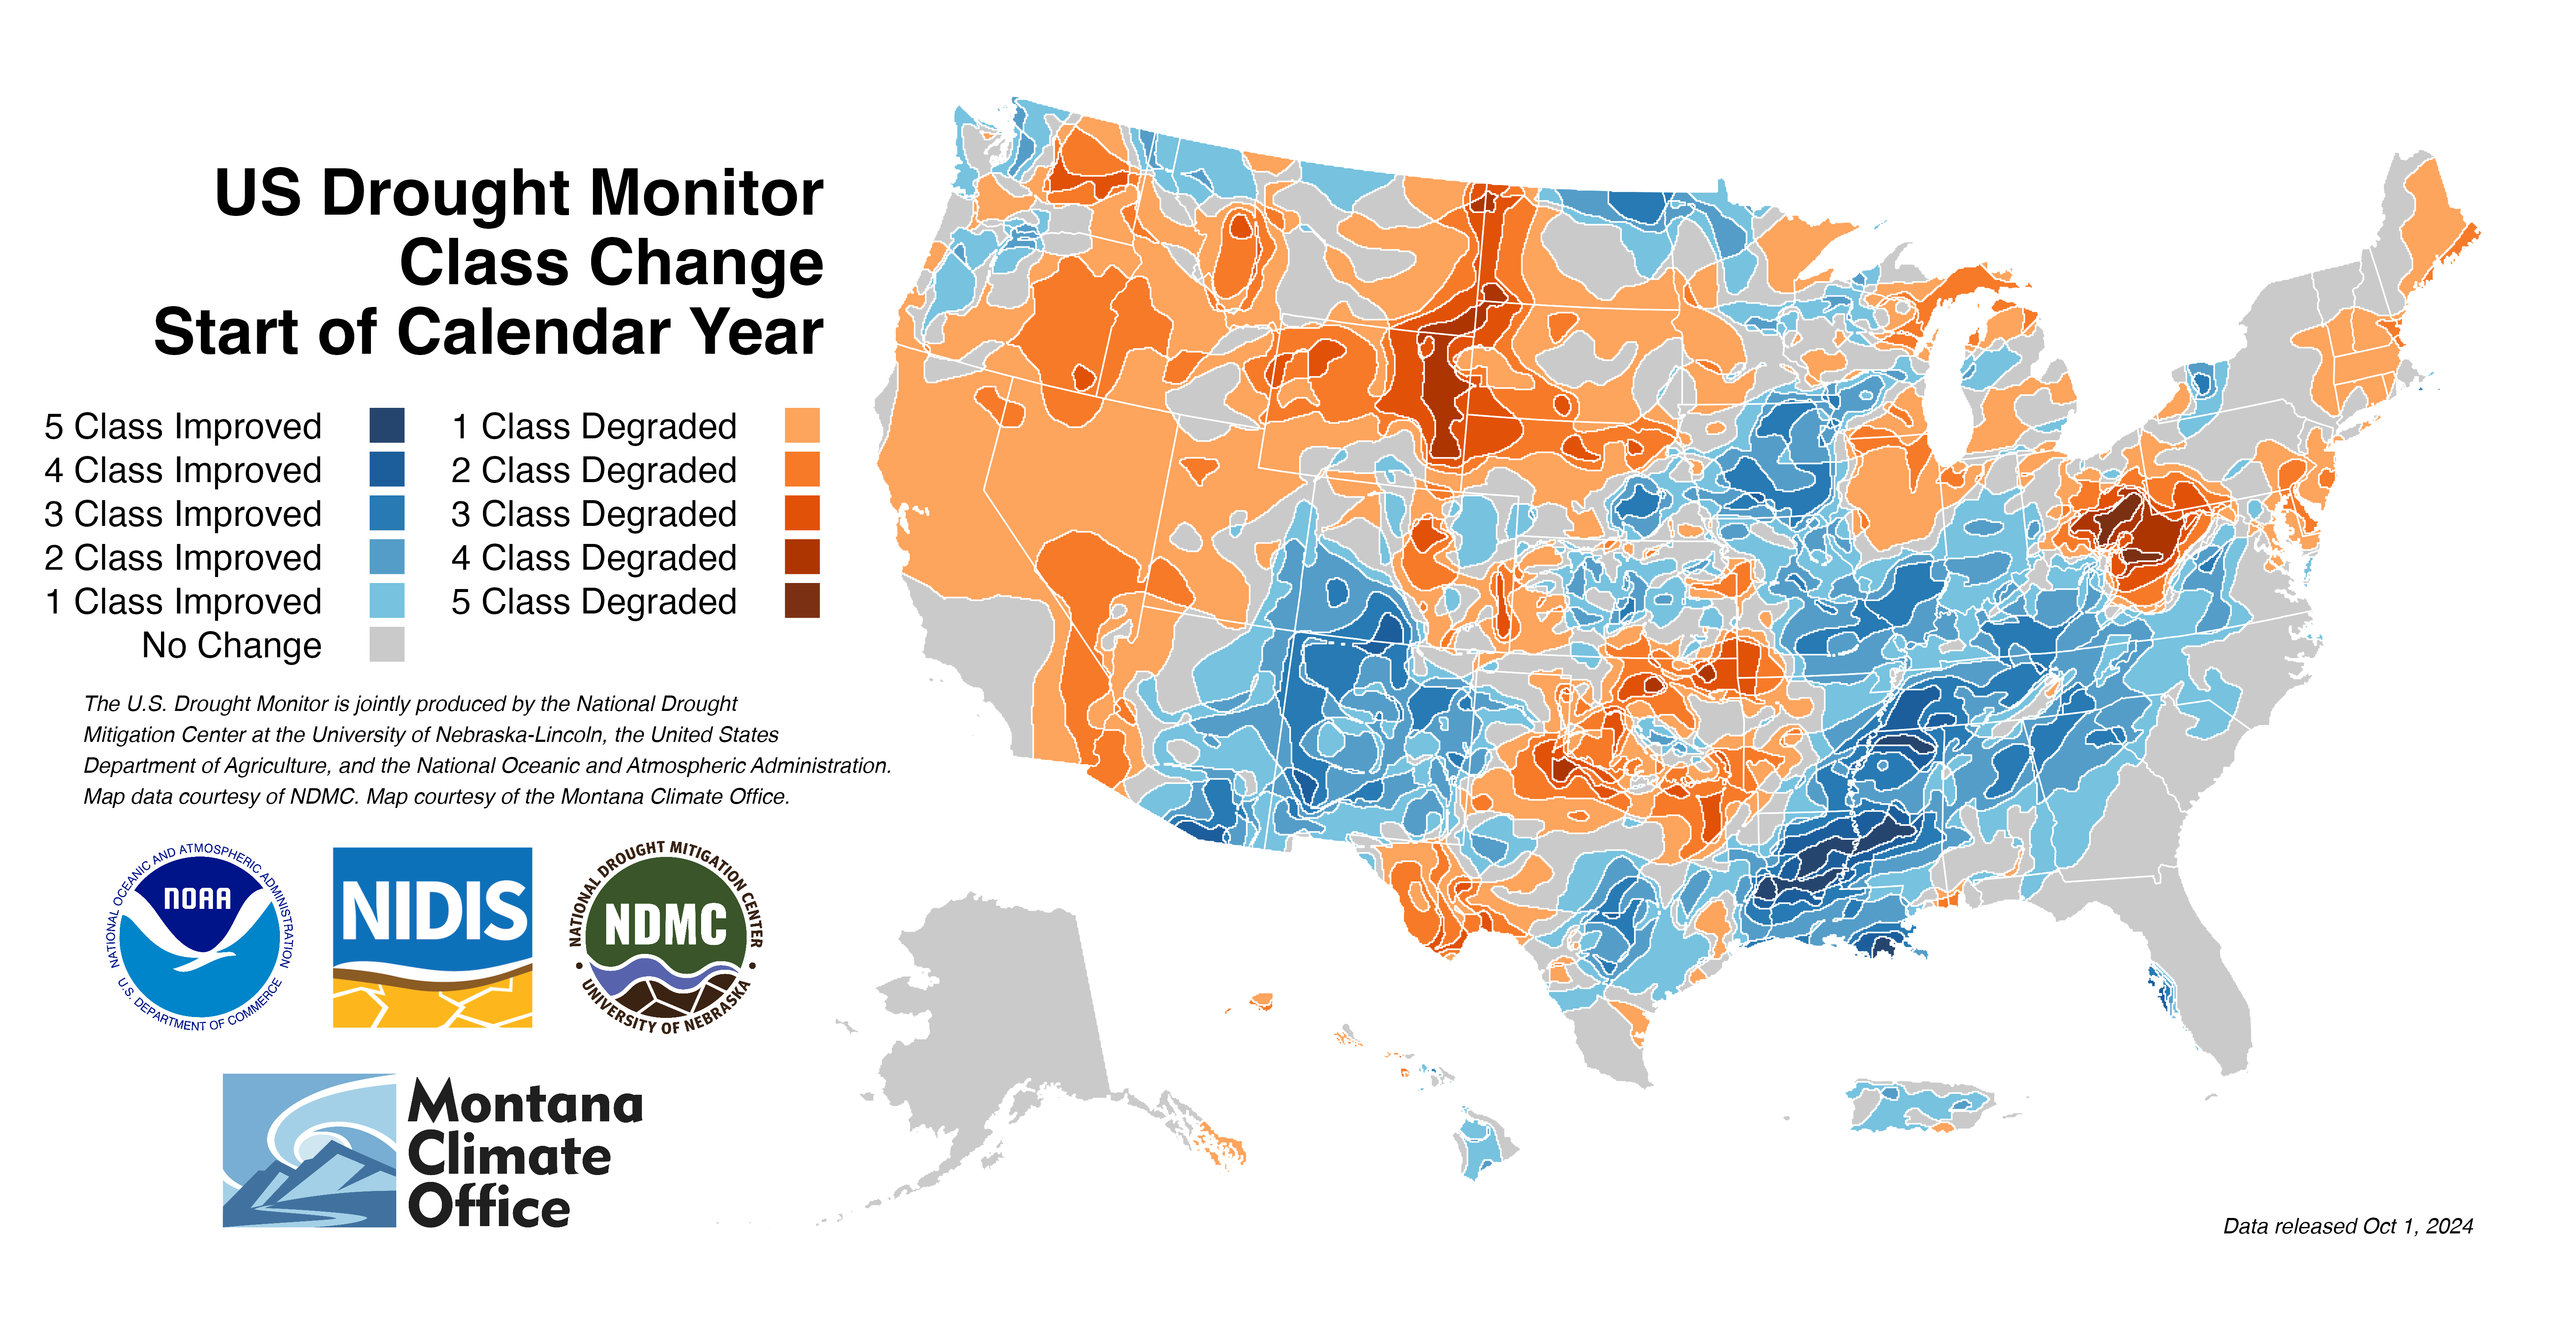 US Drought Monitor
Class Change
Start of Calendar Year
5 Class Improved
4 Class Improved
3 Class Improved
2 Class Improved
1 Class Improved
No Change
1 Class Degraded
2 Class Degraded
3 Class Degraded
4 Class Degraded
5 Class Degraded
The U.S. Drought Monitor is jointly produced by the National Drought
Mitigation Center at the University of Nebraska-Lincoln, the United States
Department of Agriculture, and the National Oceanic and Atmospheric Administration.
Map data courtesy of NDMC. Map courtesy of the Montana Climate Office.
NATIONAL OCEANIC AND ATMOSPHERIC ADMINISTRATION
NOAA
U.S. DEPARTMENT OF COMMERCE
NIDIS
NATIONAL DROUGHT MITIGATION CENTER
NDMC
UNIVERSITY OF NEBRASKA
Montana
Climate
Office
Data released Oct 1, 2024